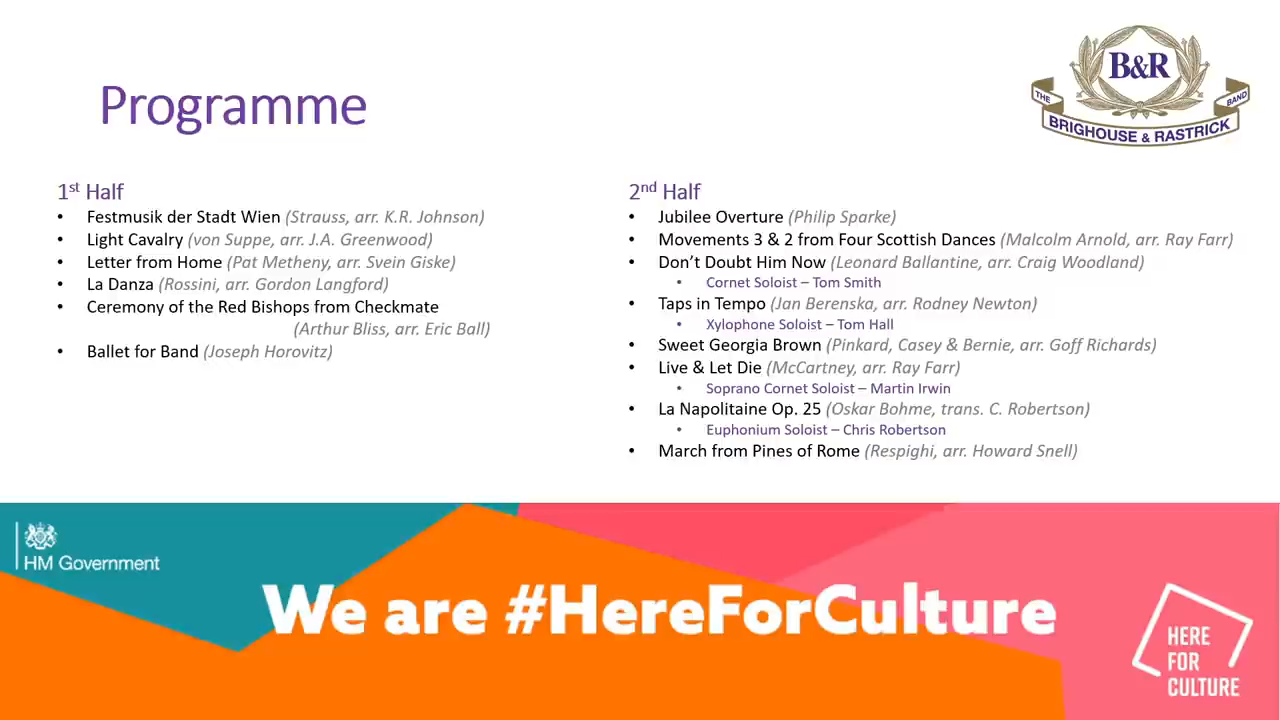 Programme
B&R
THE
BAND
BRIGHOUSE & RASTRICK
1st Half
• Festmusik der Stadt Wien (Strauss, arr. K.R. Johnson)
• Light Cavalry (von Suppe, arr. J.A. Greenwood)
• Letter from Home (Pat Metheny, arr. Svein Giske)
• La Danza (Rossini, arr. Gordon Langford)
• Ceremony of the Red Bishops from Checkmate
(Arthur Bliss, arr. Eric Ball)
• Ballet for Band (Joseph Horovitz)
2nd Half
• Jubilee Overture (Philip Sparke)
• Movements 3 & 2 from Four Scottish Dances (Malcolm Arnold, arr. Ray Farr)
• Don't Doubt Him Now (Leonard Ballantine, arr. Craig Woodland)
• Cornet Soloist – Tom Smith
• Taps in Tempo (Jan Berenska, arr. Rodney Newton)
• Xylophone Soloist – Tom Hall
• Sweet Georgia Brown (Pinkard, Casey & Bernie, arr. Goff Richards)
• Live & Let Die (McCartney, arr. Ray Farr)
• Soprano Cornet Soloist – Martin Irwin
• La Napolitaine Op. 25 (Oskar Bohme, trans. C. Robertson)
• Euphonium Soloist – Chris Robertson
• March from Pines of Rome (Respighi, arr. Howard Snell)
HM Government
We are #HereForCulture
HERE
FOR
CULTURE